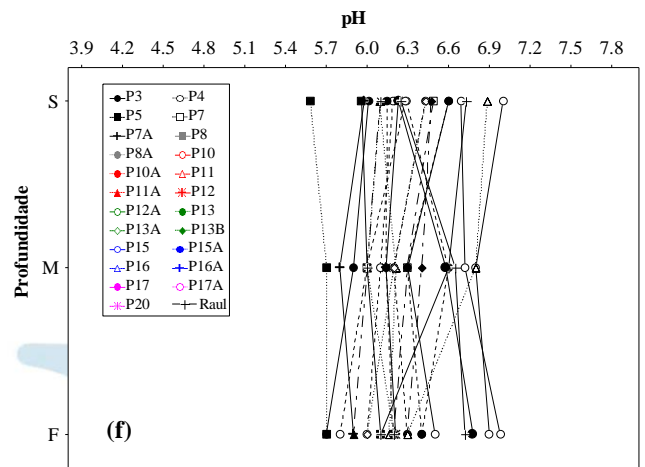 pH
3.9 4.2 4.5 4.8 5.1 5.4 5.7 6.0 6.3 6.6 6.9 7.2 7.5 7.8
Profundidade
S
M
F
P3 P4
P5 P7
P7A P8
P8A P10
P10A P11
P11A P12
P12A P13
P13A P13B
P15 P15A
P16 P16A
P17 P17A
P20 Raul
(f)